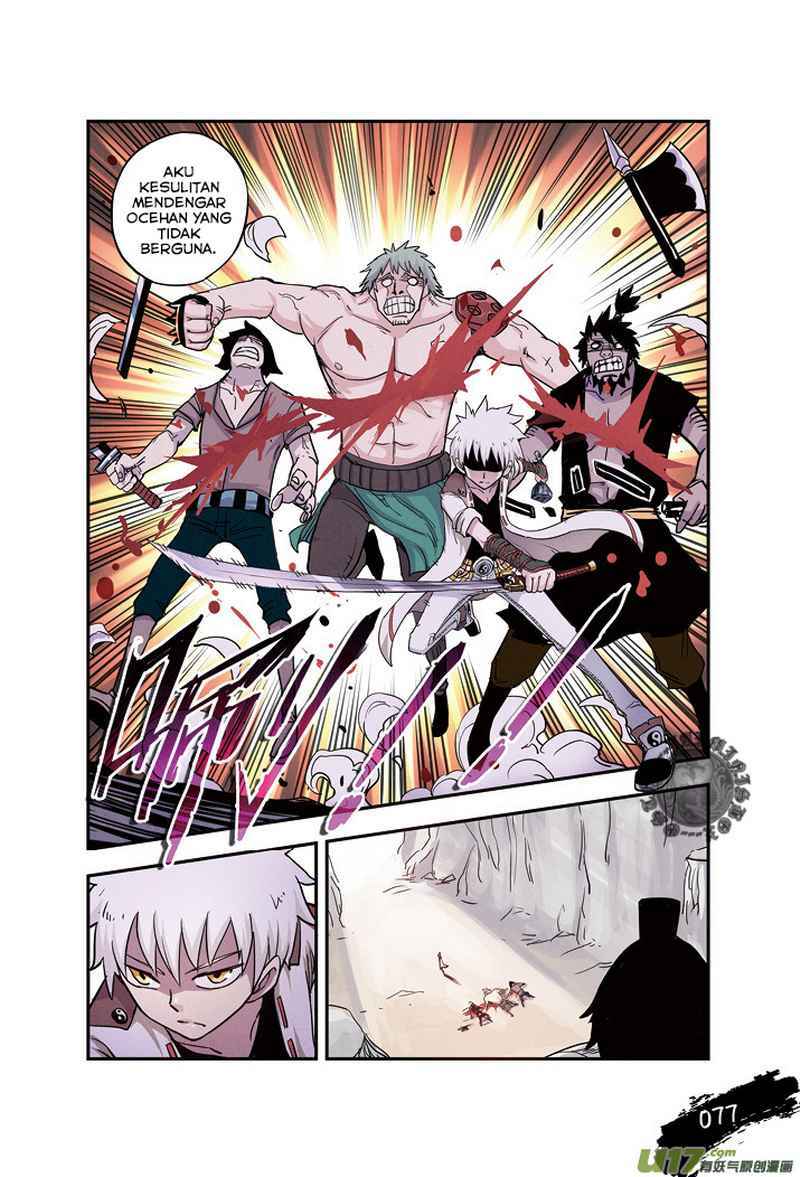 AKU
KESULITAN
MENDENGAR
OCEHAN YANG
TIDAK
BERGUNA.
077
U17.com
有妖气原创漫画